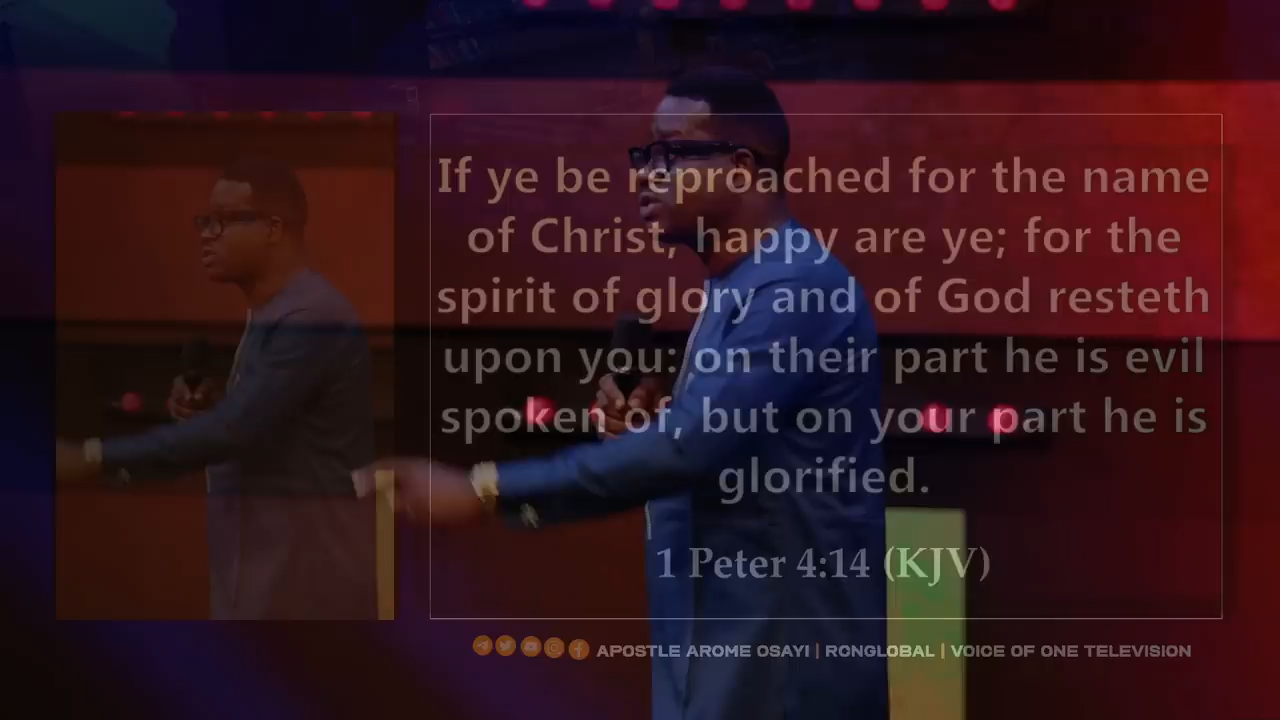 If ye be reproached for the name
of Christ, happy are ye; for the
spirit of glory and of God resteth
upon you: on their part he is evil
spoken of, but on your part he is
glorified.
1 Peter 4:14 (KJV)
APOSTLE AROME OSAYI | RONGLOBAL | VOICE OF ONE TELEVISION